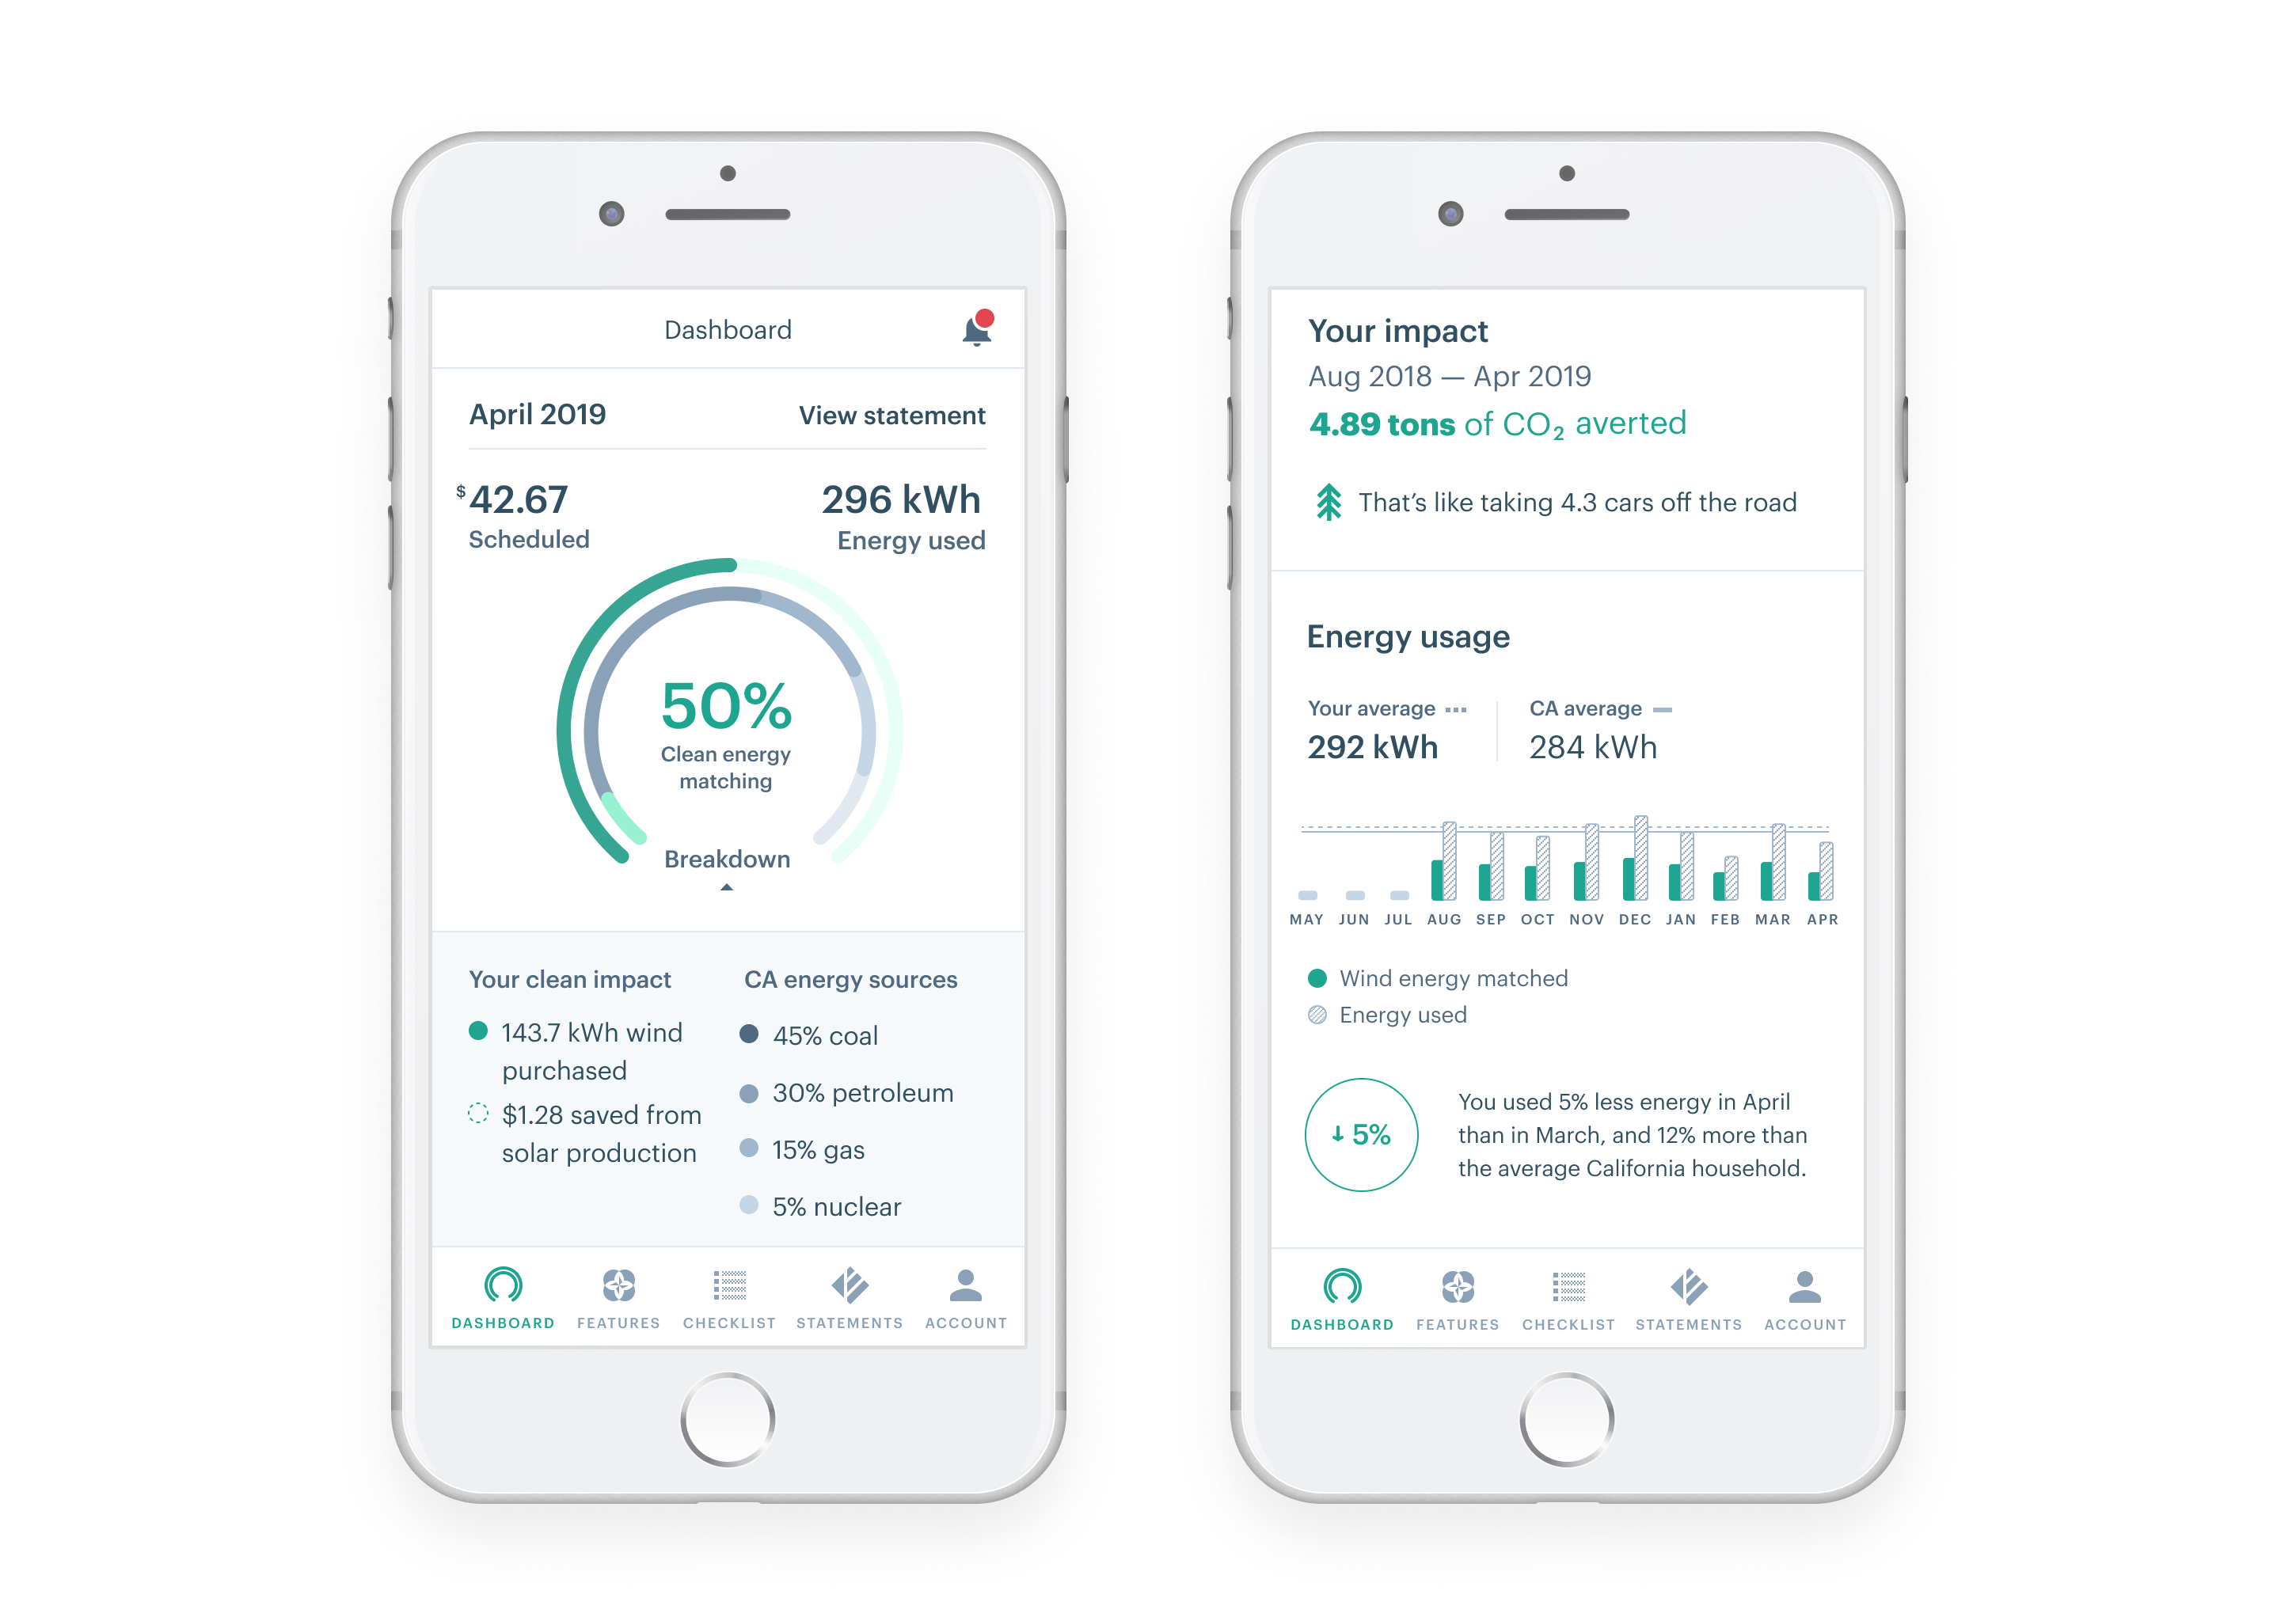 Dashboard
April 2019
View statement
$42.67
296 kWh
Scheduled
Energy used
50%
Clean energy
matching
Breakdown
Your clean impact
143.7 kWh wind
purchased
$1.28 saved from
solar production
CA energy sources
45% coal
30% petroleum
15% gas
5% nuclear
DASHBOARD FEATURES CHECKLIST STATEMENTS ACCOUNT
Your impact
Aug 2018 — Apr 2019
4.89 tons of CO₂ averted
That’s like taking 4.3 cars off the road
Energy usage
Your average
292 kWh
CA average
284 kWh
MAY JUN JUL AUG SEP OCT NOV DEC JAN FEB MAR APR
Wind energy matched
Energy used
5%
You used 5% less energy in April
than in March, and 12% more than
the average California household.
DASHBOARD FEATURES CHECKLIST STATEMENTS ACCOUNT